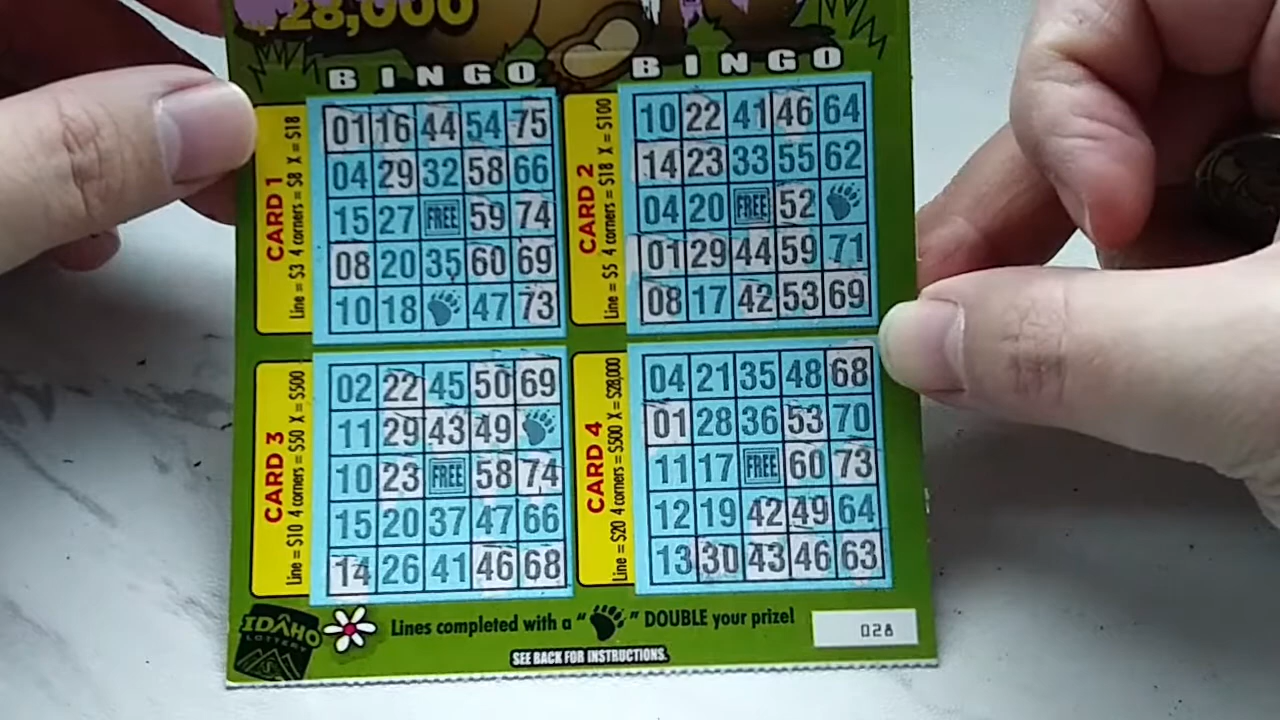 $28,000
BINGO
BINGO
CARD 1
Line = $3 4 corners = $8 X = $18
01 16 44 54 75
04 29 32 58 66
15 27 FREE 59 74
08 20 35 60 69
10 18 47 73
CARD 2
Line = $5 4 corners = $18 X = $100
10 22 41 46 64
14 23 33 55 62
04 20 FREE 52
01 29 44 59 71
08 17 42 53 69
CARD 3
Line = $10 4 corners = $50 X = $500
02 22 45 50 69
11 29 43 49
10 23 FREE 58 74
15 20 37 47 66
14 26 41 46 68
CARD 4
Line = $20 4 corners = $500 X = $28,000
04 21 35 48 68
01 28 36 53 70
11 17 FREE 60 73
12 19 42 49 64
13 30 43 46 63
IDAHO
LOTTERY
Lines completed with a " " DOUBLE your prize!
028
SEE BACK FOR INSTRUCTIONS.